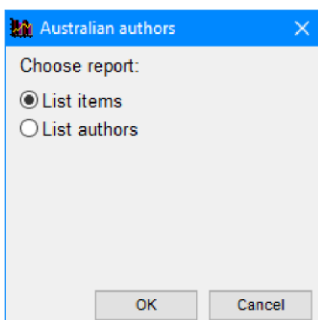 Australian authors
Choose report:
List items
List authors
OK Cancel